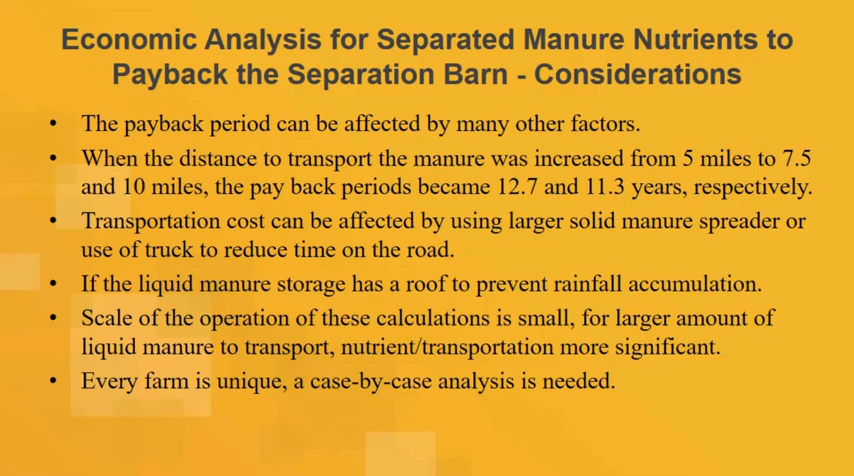 Economic Analysis for Separated Manure Nutrients to
Payback the Separation Barn - Considerations
• The payback period can be affected by many other factors.
• When the distance to transport the manure was increased from 5 miles to 7.5
and 10 miles, the pay back periods became 12.7 and 11.3 years, respectively.
• Transportation cost can be affected by using larger solid manure spreader or
use of truck to reduce time on the road.
• If the liquid manure storage has a roof to prevent rainfall accumulation.
• Scale of the operation of these calculations is small, for larger amount of
liquid manure to transport, nutrient/transportation more significant.
• Every farm is unique, a case-by-case analysis is needed.